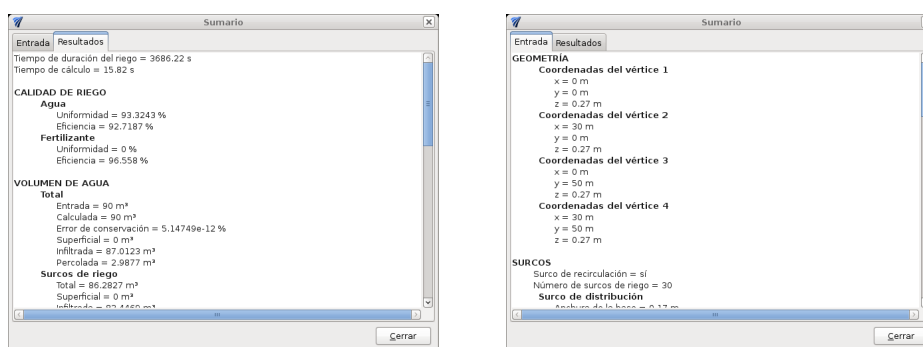 Sumario
Entrada Resultados
Tiempo de duración del riego = 3686.22 s
Tiempo de cálculo = 15.82 s
CALIDAD DE RIEGO
Agua
Uniformidad = 93.3243 %
Eficiencia = 92.7187 %
Fertilizante
Uniformidad = 0 %
Eficiencia = 96.558 %
VOLUMEN DE AGUA
Total
Entrada = 90 m³
Calculada = 90 m³
Error de conservación = 5.14749e-12 %
Superficial = 0 m³
Infiltrada = 87.0123 m³
Percolada = 2.9877 m³
Surcos de riego
Total = 86.2827 m³
Superficial = 0 m³
Cerrar
Sumario
Entrada Resultados
GEOMETRÍA
Coordenadas del vértice 1
x = 0 m
y = 0 m
z = 0.27 m
Coordenadas del vértice 2
x = 30 m
y = 0 m
z = 0.27 m
Coordenadas del vértice 3
x = 0 m
y = 50 m
z = 0.27 m
Coordenadas del vértice 4
x = 30 m
y = 50 m
z = 0.27 m
SURCOS
Surco de recirculación = sí
Número de surcos de riego = 30
Surco de distribución
Cerrar